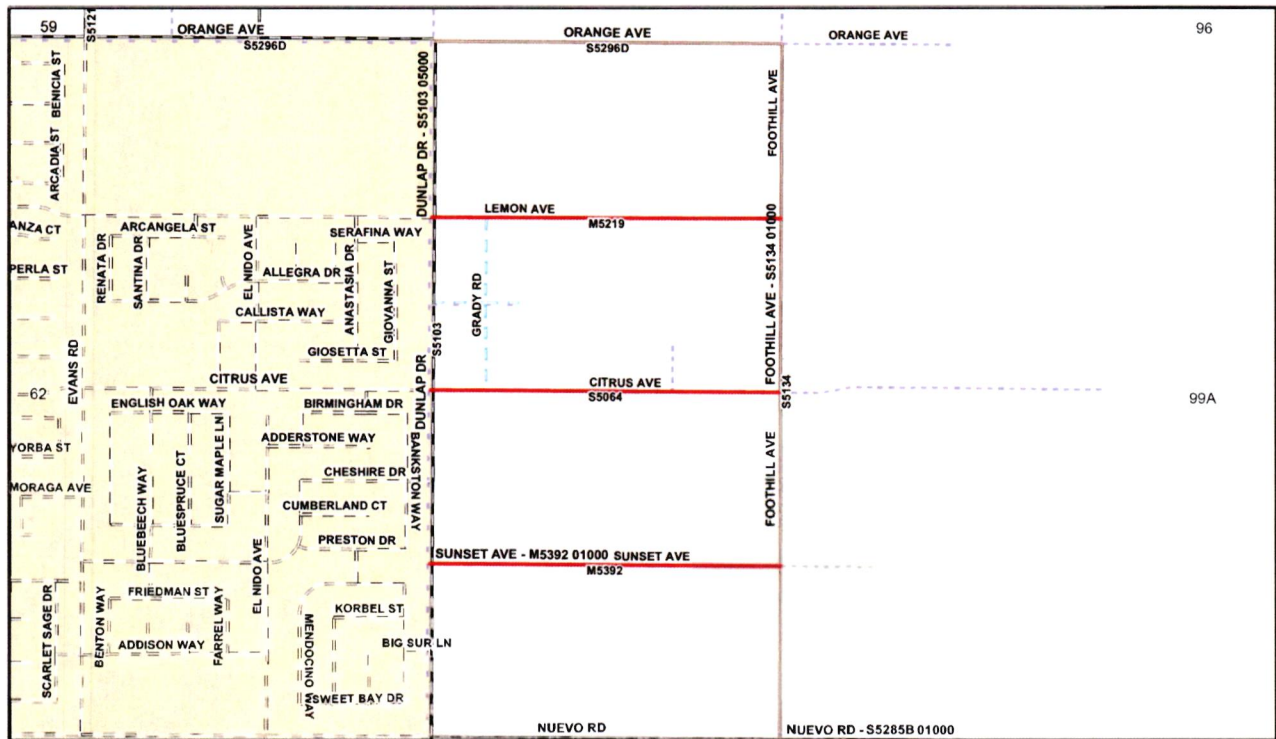 59
S5121
ORANGE AVE
S5296D
ORANGE AVE
S5296D
ORANGE AVE
96
BENICIA ST
ARCADIA ST
DUNLAP DR - S5103 05000
FOOTHILL AVE
ANZA CT
ARCANGELA ST
SERAFINA WAY
LEMON AVE
M5219
PERLA ST
RENATA DR
SANTINA DR
EL NIDO AVE
ALLEGRA DR
ANASTASIA DR
GIOVANNA ST
CALLISTA WAY
GRADY RD
FOOTHILL AVE - S5134 01000
S5103
EVANS RD
GIOSETTA ST
CITRUS AVE
DUNLAP DR
CITRUS AVE
S5064
S5134
62
99A
ENGLISH OAK WAY
BIRMINGHAM DR
YORBA ST
ADDERSTONE WAY
MORAGA AVE
BLUEBEECH WAY
BLUESPRUCE CT
SUGAR MAPLE LN
CHESHIRE DR
BANKSTON WAY
FOOTHILL AVE
CUMBERLAND CT
PRESTON DR
SUNSET AVE - M5392 01000
SUNSET AVE
M5392
SCARLET SAGE DR
BENTON WAY
FRIEDMAN ST
FARREL WAY
EL NIDO AVE
MENDOCINO WAY
KORBEL ST
ADDISON WAY
BIG SUR LN
SWEET BAY DR
NUEVO RD
NUEVO RD - S5285B 01000